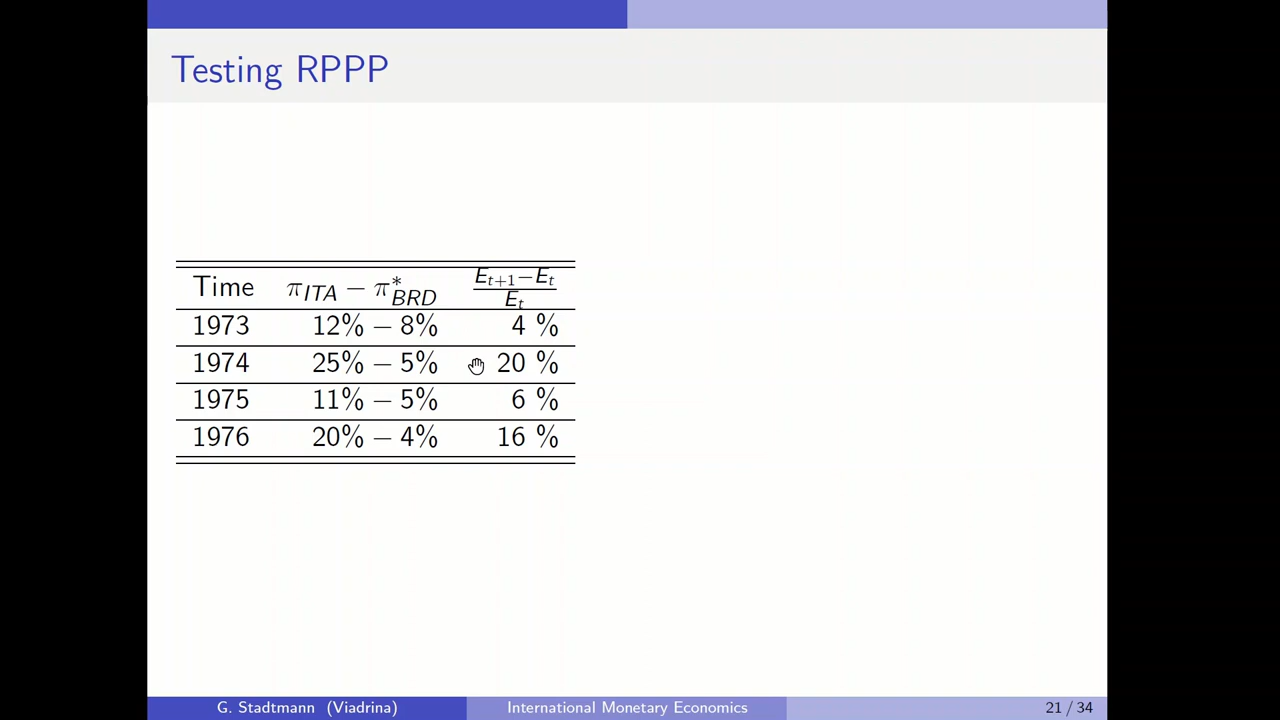 Testing RPPP
Time π_ITA − π*_BRD (E_{t+1}−E_t)/E_t
1973 12% − 8% 4 %
1974 25% − 5% 20 %
1975 11% − 5% 6 %
1976 20% − 4% 16 %
G. Stadtmann (Viadrina) International Monetary Economics 21 / 34